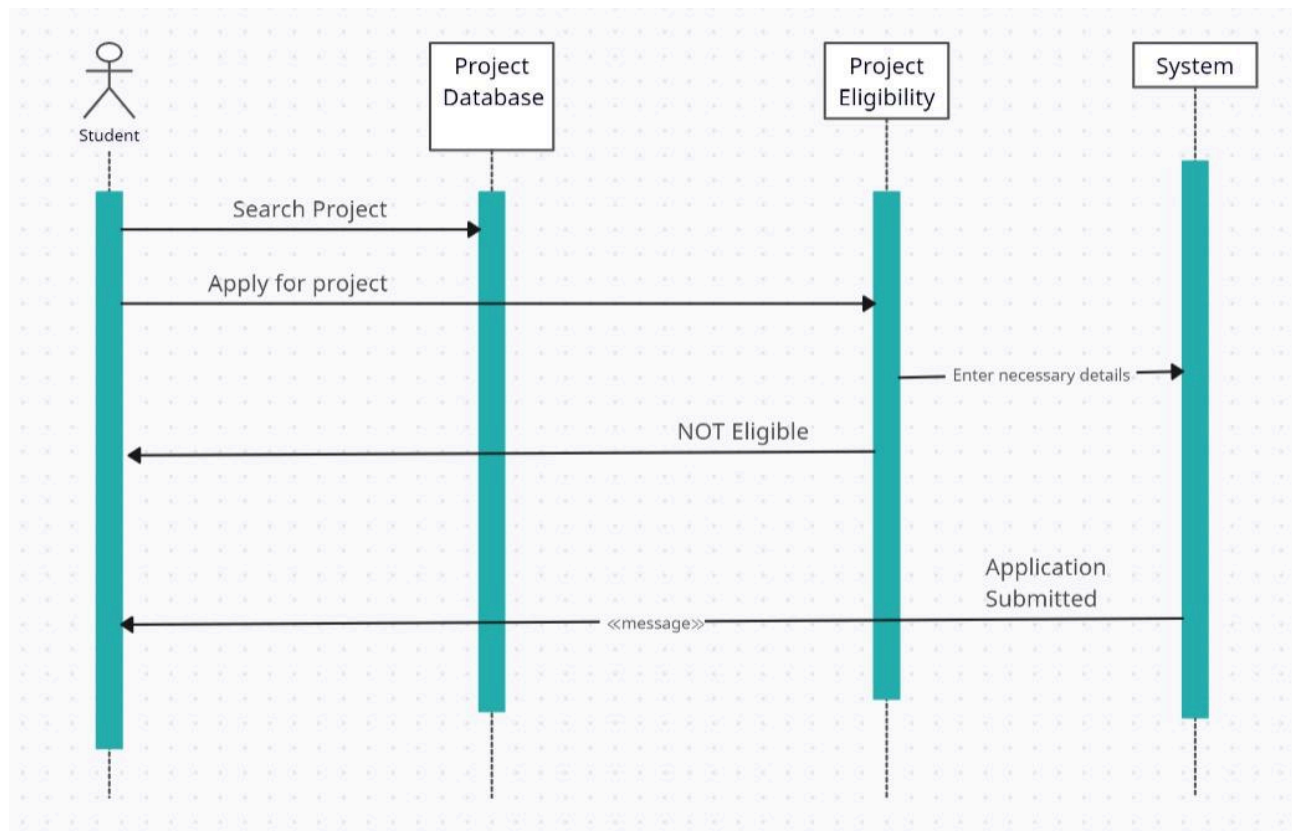 Project
Database
Project
Eligibility
System
Student
Search Project
Apply for project
Enter necessary details
NOT Eligible
Application
Submitted
≪message≫